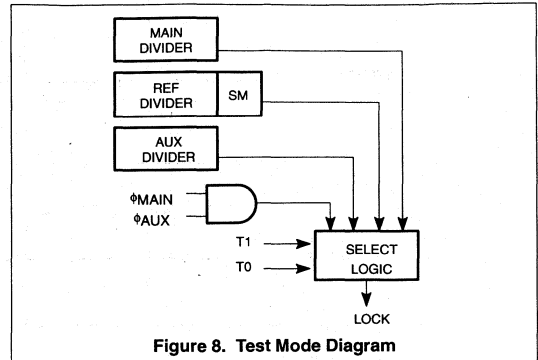 MAIN
DIVIDER
REF
DIVIDER
SM
AUX
DIVIDER
ϕMAIN
ϕAUX
T1
T0
SELECT
LOGIC
LOCK
Figure 8. Test Mode Diagram